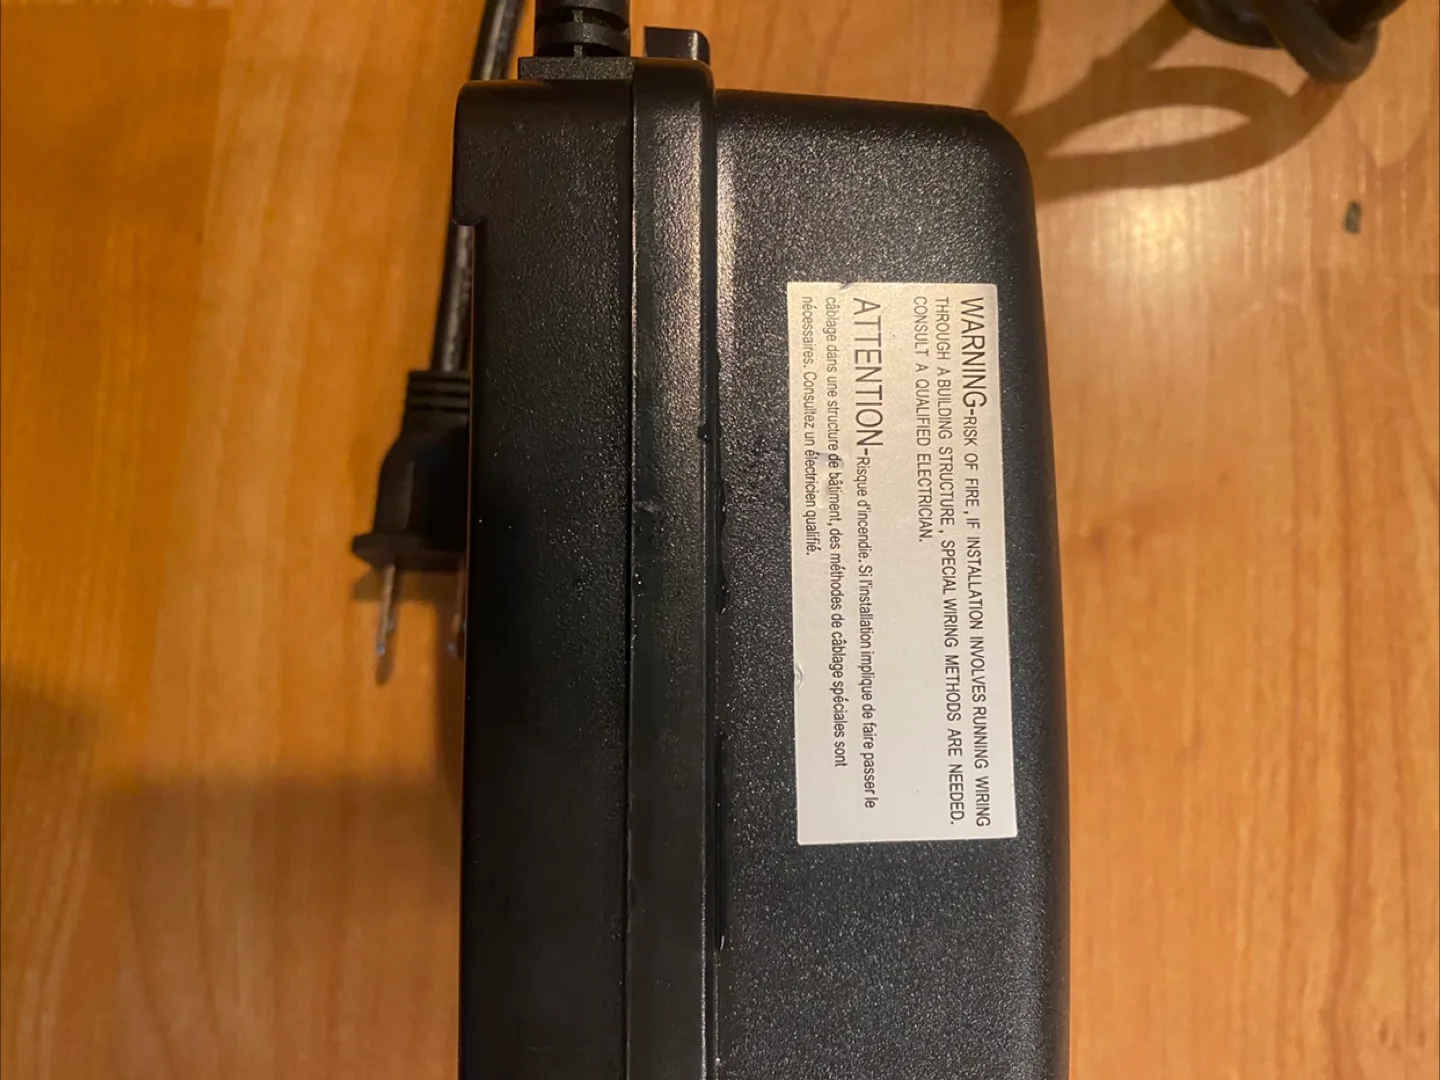 WARNING-RISK OF FIRE, IF INSTALLATION INVOLVES RUNNING WIRING
THROUGH A BUILDING STRUCTURE, SPECIAL WIRING METHODS ARE NEEDED.
CONSULT A QUALIFIED ELECTRICIAN.
ATTENTION-Risque d'incendie. Si l'installation implique de faire passer le
câblage dans une structure de bâtiment, des méthodes de câblage spéciales sont
nécessaires. Consultez un électricien qualifié.